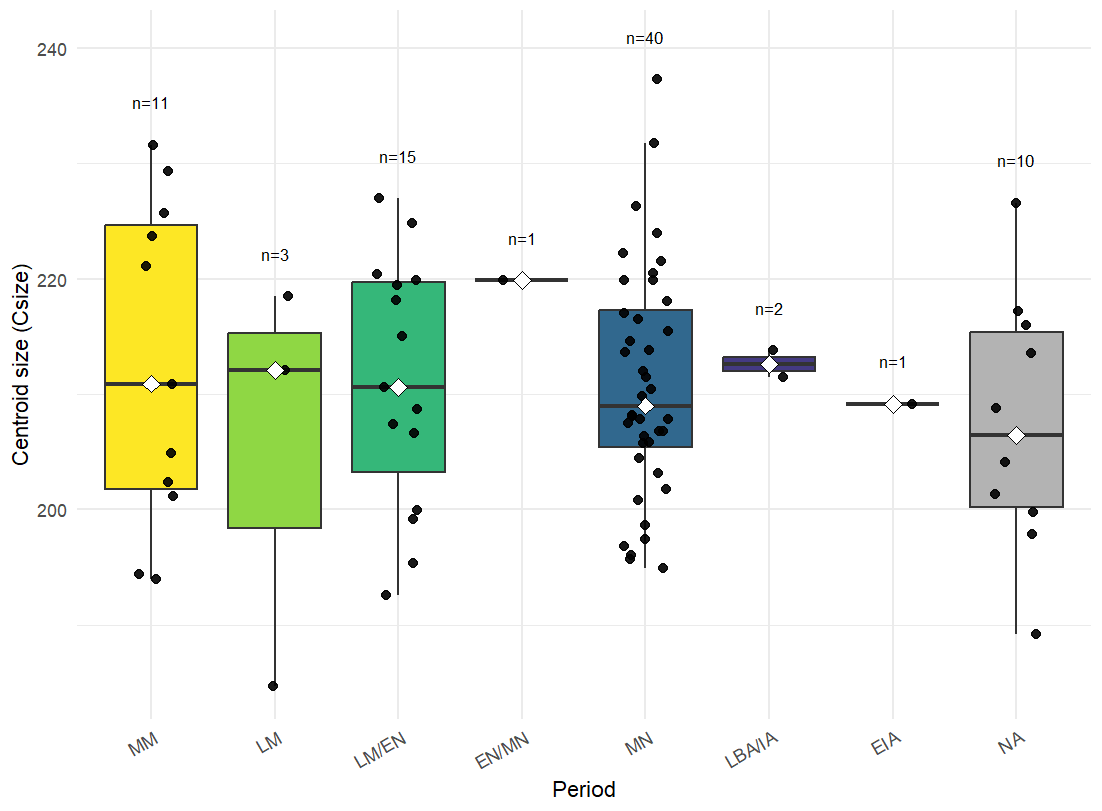 n=40
240
n=11
n=15
n=10
n=3
n=1
220
n=2
n=1
200
Centroid size (Csize)
MM
LM
LM/EN
EN/MN
MN
LBA/IA
EIA
NA
Period